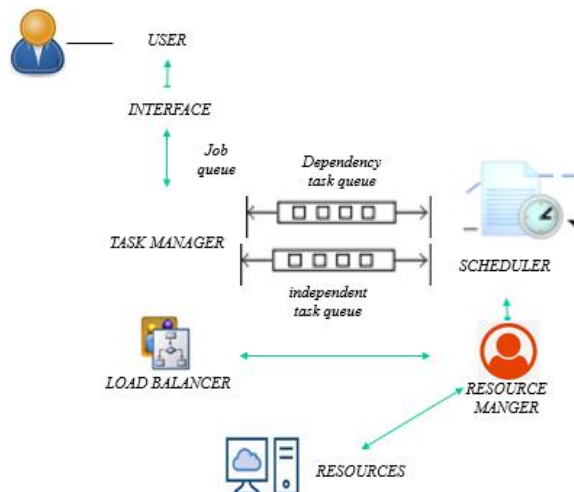 USER
INTERFACE
Job
queue
Dependency
task queue
TASK MANAGER
SCHEDULER
independent
task queue
LOAD BALANCER
RESOURCE
MANGER
RESOURCES